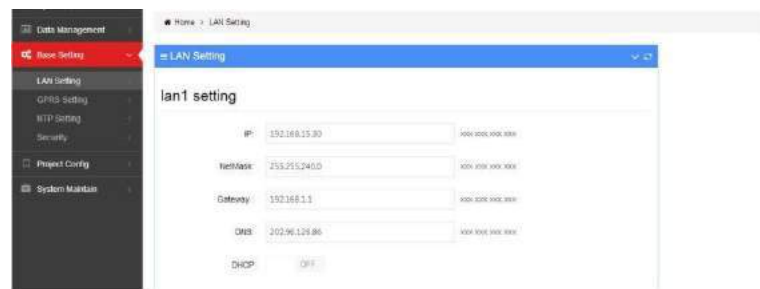 Data Management
Base Setting
LAN Setting
GPRS Setting
NTP Setting
Security
Project Config
System Maintain
Home > LAN Setting
LAN Setting
lan1 setting
IP: 192.168.15.30 xxx.xxx.xxx.xxx
NetMask: 255.255.240.0 xxx.xxx.xxx.xxx
Gateway: 192.168.1.1 xxx.xxx.xxx.xxx
DNS: 202.96.126.86 xxx.xxx.xxx.xxx
DHCP OFF